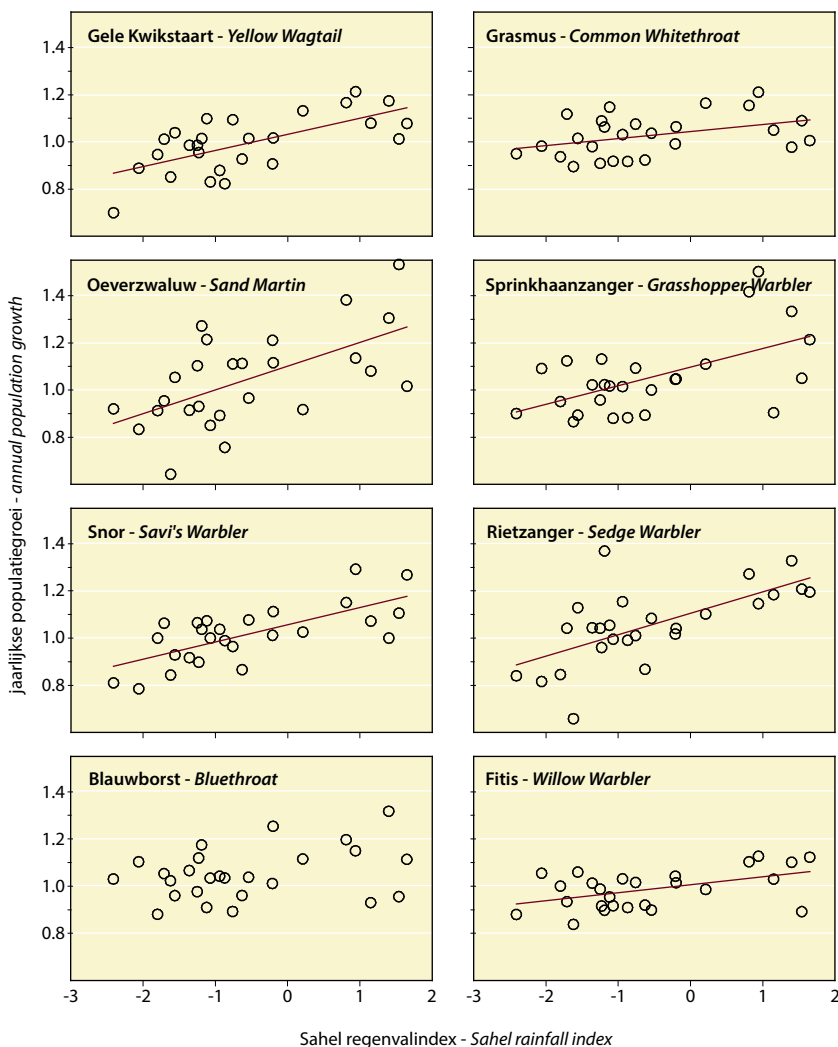 Gele Kwikstaart - Yellow Wagtail
Grasmus - Common Whitethroat
1.4
1.2
1.0
0.8
Oeverzwaluw - Sand Martin
Sprinkhaanzanger - Grasshopper Warbler
1.4
1.2
1.0
0.8
Snor - Savi's Warbler
Rietzanger - Sedge Warbler
1.4
1.2
1.0
0.8
Blauwborst - Bluethroat
Fitis - Willow Warbler
1.4
1.2
1.0
0.8
-3 -2 -1 0 1 2
-3 -2 -1 0 1 2
jaarlijkse populatiegroei - annual population growth
Sahel regenvalindex - Sahel rainfall index